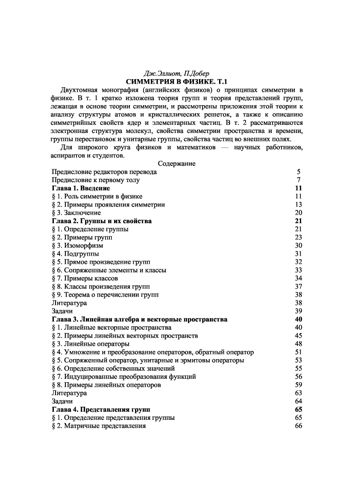 Дж.Эллиот, П.Добер
СИММЕТРИЯ В ФИЗИКЕ. Т.1
Двухтомная монография (английских физиков) о принципах симметрии в
физике. В т. 1 кратко изложена теория групп и теория представлений групп,
лежащая в основе теории симметрии, и рассмотрены приложения этой теории к
анализу структуры атомов и кристаллических решеток, а также к описанию
симметрийных свойств ядер и элементарных частиц. В т. 2 рассматриваются
электронная структура молекул, свойства симметрии пространства и времени,
группы перестановок и унитарные группы, свойства частиц во внешних полях.
Для широкого круга физиков и математиков — научных работников,
аспирантов и студентов.
Содержание
Предисловие редакторов перевода 5
Предисловие к первому тому 7
Глава 1. Введение 11
§ 1. Роль симметрии в физике 11
§ 2. Примеры проявления симметрии 13
§ 3. Заключение 20
Глава 2. Группы и их свойства 21
§ 1. Определение группы 21
§ 2. Примеры групп 23
§ 3. Изоморфизм 30
§ 4. Подгруппы 31
§ 5. Прямое произведение групп 32
§ 6. Сопряженные элементы и классы 33
§ 7. Примеры классов 34
§ 8. Классы произведения групп 37
§ 9. Теорема о перечислении групп 38
Литература 38
Задачи 39
Глава 3. Линейная алгебра и векторные пространства 40
§ 1. Линейные векторные пространства 40
§ 2. Примеры линейных векторных пространств 45
§ 3. Линейные операторы 48
§ 4. Умножение и преобразование операторов, обратный оператор 51
§ 5. Сопряженный оператор, унитарные и эрмитовы операторы 53
§ 6. Определение собственных значений 55
§ 7. Индуцированные преобразования функций 56
§ 8. Примеры линейных операторов 59
Литература 63
Задачи 64
Глава 4. Представления групп 65
§ 1. Определение представления группы 65
§ 2. Матричные представления 66